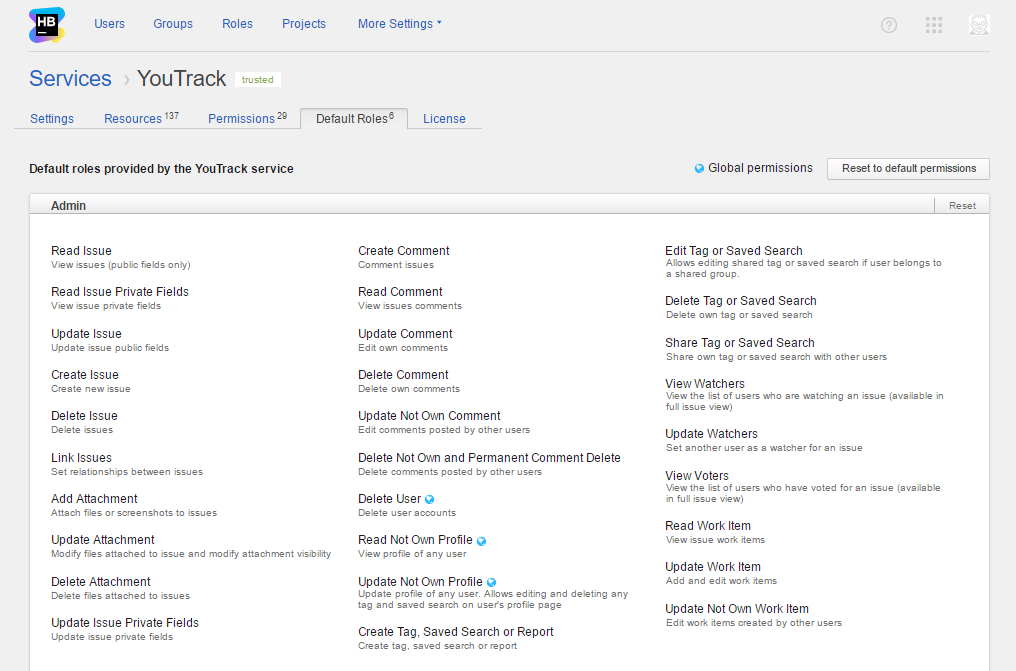 HB
Users Groups Roles Projects More Settings
Services › YouTrack trusted
Settings Resources 137 Permissions 29 Default Roles 6 License
Default roles provided by the YouTrack service
Global permissions
Reset to default permissions
Admin
Reset
Read Issue
View issues (public fields only)
Read Issue Private Fields
View issue private fields
Update Issue
Update issue public fields
Create Issue
Create new issue
Delete Issue
Delete issues
Link Issues
Set relationships between issues
Add Attachment
Attach files or screenshots to issues
Update Attachment
Modify files attached to issue and modify attachment visibility
Delete Attachment
Delete files attached to issues
Update Issue Private Fields
Update issue private fields
Create Comment
Comment issues
Read Comment
View issues comments
Update Comment
Edit own comments
Delete Comment
Delete own comments
Update Not Own Comment
Edit comments posted by other users
Delete Not Own and Permanent Comment Delete
Delete comments posted by other users
Delete User
Delete user accounts
Read Not Own Profile
View profile of any user
Update Not Own Profile
Update profile of any user. Allows editing and deleting any
tag and saved search on user's profile page
Create Tag, Saved Search or Report
Create tag, saved search or report
Edit Tag or Saved Search
Allows editing shared tag or saved search if user belongs to
a shared group.
Delete Tag or Saved Search
Delete own tag or saved search
Share Tag or Saved Search
Share own tag or saved search with other users
View Watchers
View the list of users who are watching an issue (available in
full issue view)
Update Watchers
Set another user as a watcher for an issue
View Voters
View the list of users who have voted for an issue (available
in full issue view)
Read Work Item
View issue work items
Update Work Item
Add and edit work items
Update Not Own Work Item
Edit work items created by other users